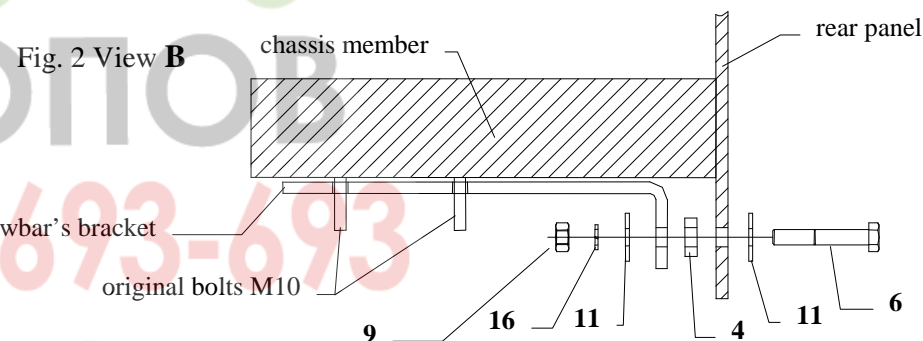 rear panel
chassis member
Fig. 2 View B
ОПОВ
wbar's bracket
693-693
original bolts M10
9
16
11
4
11
6